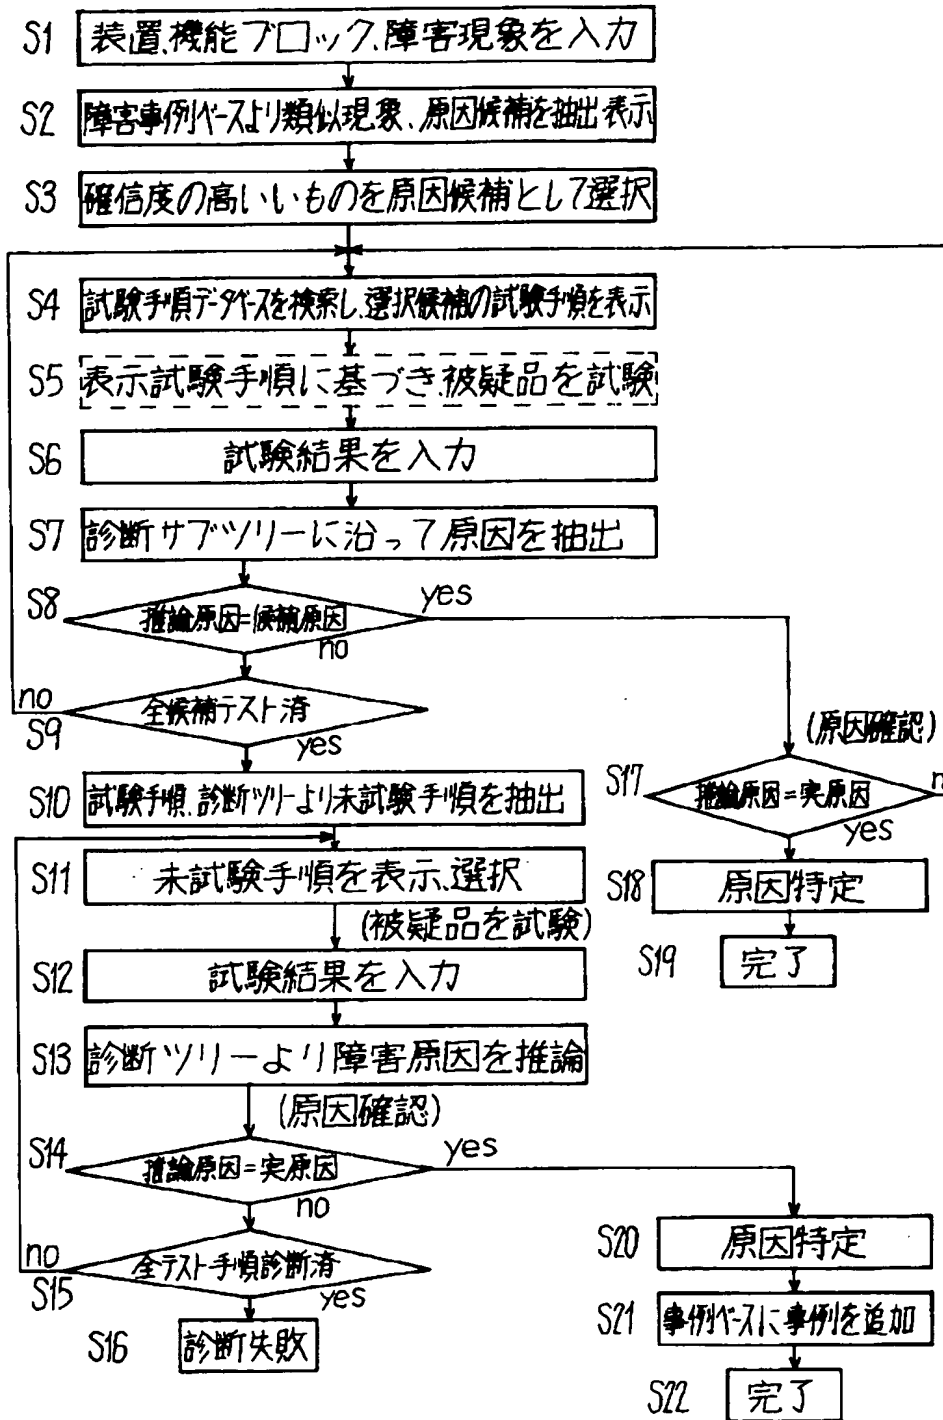 S1 装置、機能ブロック、障害現象を入力
S2 障害事例ベースより類似現象、原因候補を抽出表示
S3 確信度の高いいものを原因候補として選択
S4 試験手順データベースを検索し、選択候補の試験手順を表示
S5 表示試験手順に基づき被疑品を試験
S6 試験結果を入力
S7 診断サブツリーに沿って原因を抽出
S8 推論原因=候補原因
yes
no
S9 全候補テスト済
no
yes
S10 試験手順、診断ツリーより未試験手順を抽出
S11 未試験手順を表示、選択
(被疑品を試験)
S12 試験結果を入力
S13 診断ツリーより障害原因を推論
(原因確認)
S14 推論原因=実原因
yes
no
S15 全テスト手順診断済
no
yes
S16 診断失敗
(原因確認)
S17 推論原因=実原因
yes
S18 原因特定
S19 完了
S20 原因特定
S21 事例ベースに事例を追加
S22 完了